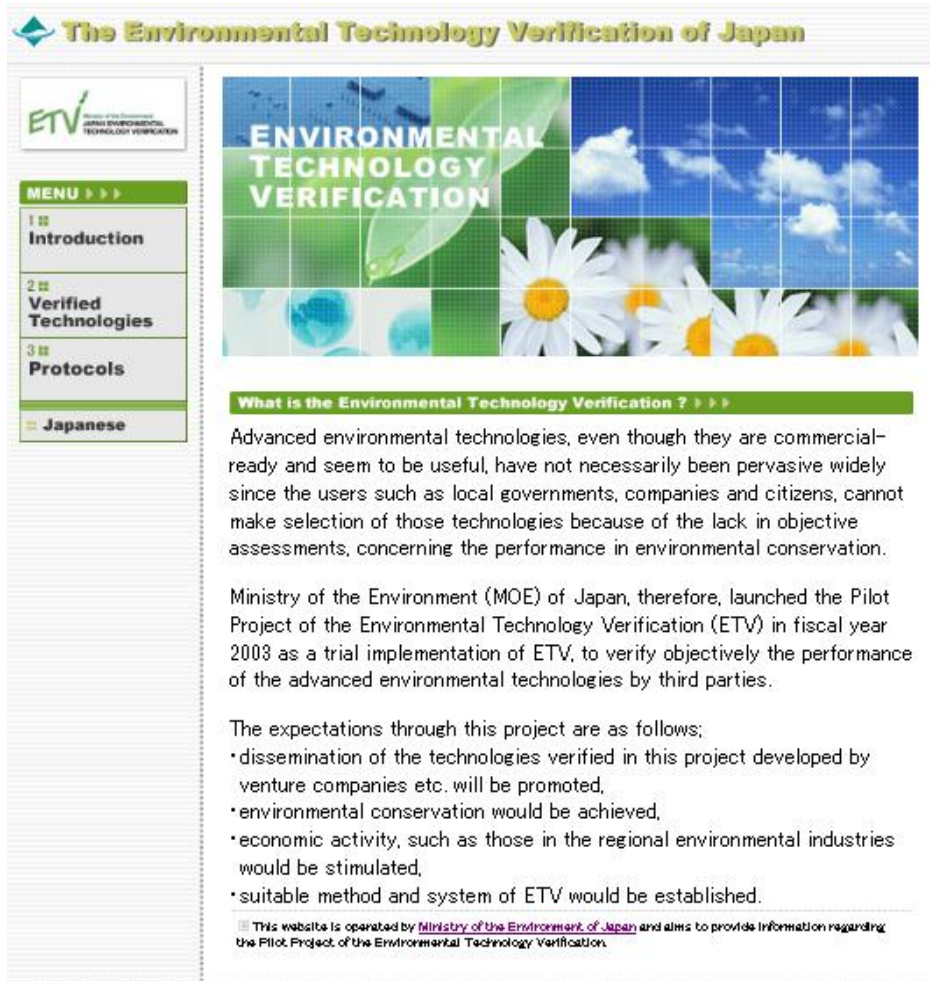 The Environmental Technology Verification of Japan
ETV
Ministry of the Environment
JAPAN ENVIRONMENTAL
TECHNOLOGY VERIFICATION
MENU
1
Introduction
2
Verified
Technologies
3
Protocols
Japanese
ENVIRONMENTAL
TECHNOLOGY
VERIFICATION
What is the Environmental Technology Verification ?
Advanced environmental technologies, even though they are commercial-
ready and seem to be useful, have not necessarily been pervasive widely
since the users such as local governments, companies and citizens, cannot
make selection of those technologies because of the lack in objective
assessments, concerning the performance in environmental conservation.
Ministry of the Environment (MOE) of Japan, therefore, launched the Pilot
Project of the Environmental Technology Verification (ETV) in fiscal year
2003 as a trial implementation of ETV, to verify objectively the performance
of the advanced environmental technologies by third parties.
The expectations through this project are as follows;
・dissemination of the technologies verified in this project developed by
venture companies etc. will be promoted,
・environmental conservation would be achieved,
・economic activity, such as those in the regional environmental industries
would be stimulated,
・suitable method and system of ETV would be established.
This website is operated by Ministry of the Environment of Japan and aims to provide information regarding
the Pilot Project of the Environmental Technology Verification.